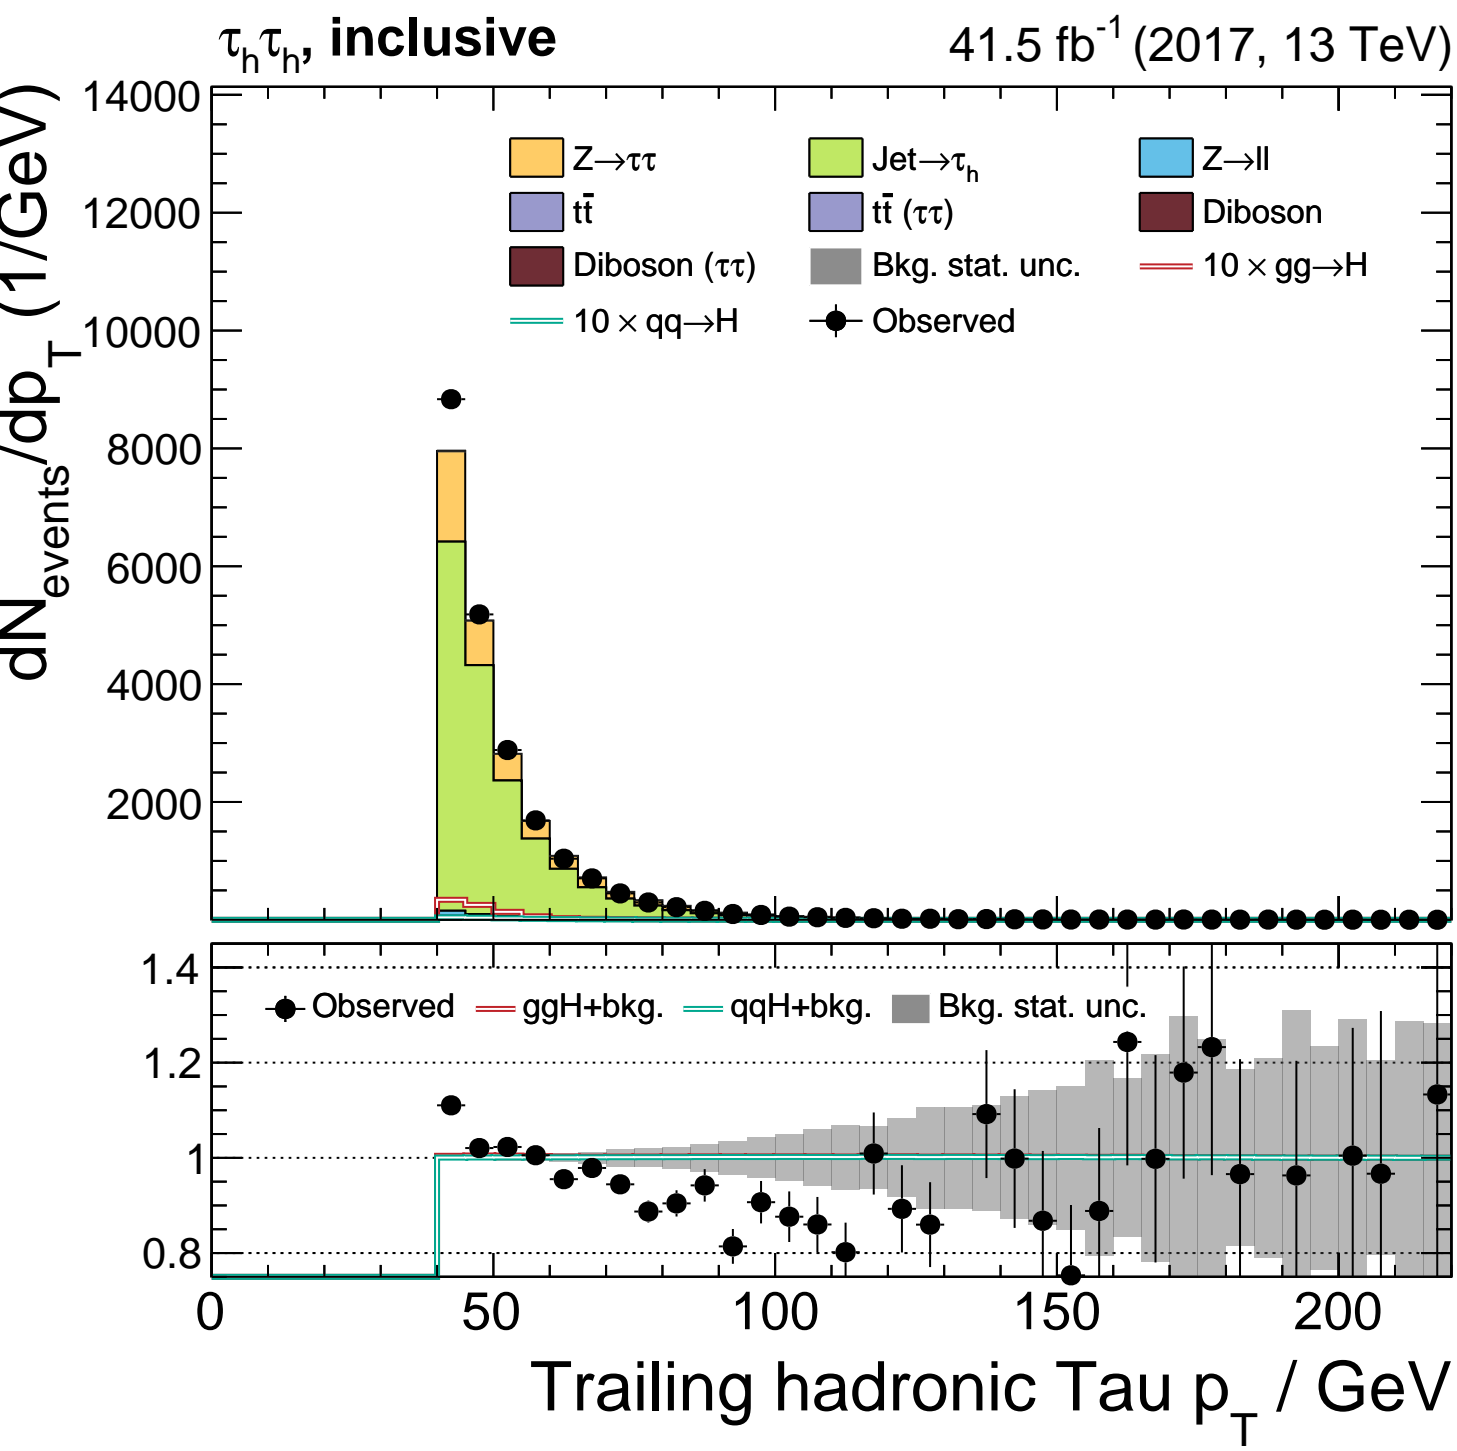 τhτh, inclusive 41.5 fb-1 (2017, 13 TeV)
dNevents/dpT (1/GeV)
14000
12000
10000
8000
6000
4000
2000
Z→ττ Jet→τh Z→ll
tt̄ tt̄ (ττ) Diboson
Diboson (ττ) Bkg. stat. unc. 10 × gg→H
10 × qq→H Observed
1.4
1.2
1
0.8
Observed ggH+bkg. qqH+bkg. Bkg. stat. unc.
0 50 100 150 200
Trailing hadronic Tau pT / GeV